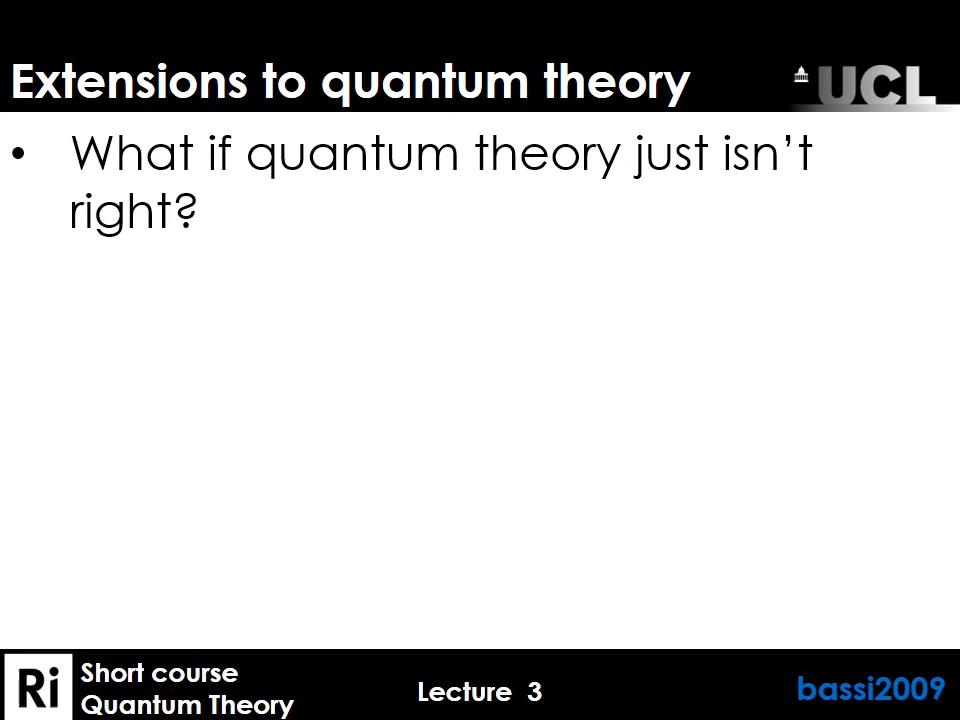 Extensions to quantum theory
UCL
• What if quantum theory just isn’t
right?
Ri
Short course
Quantum Theory
Lecture 3
bassi2009